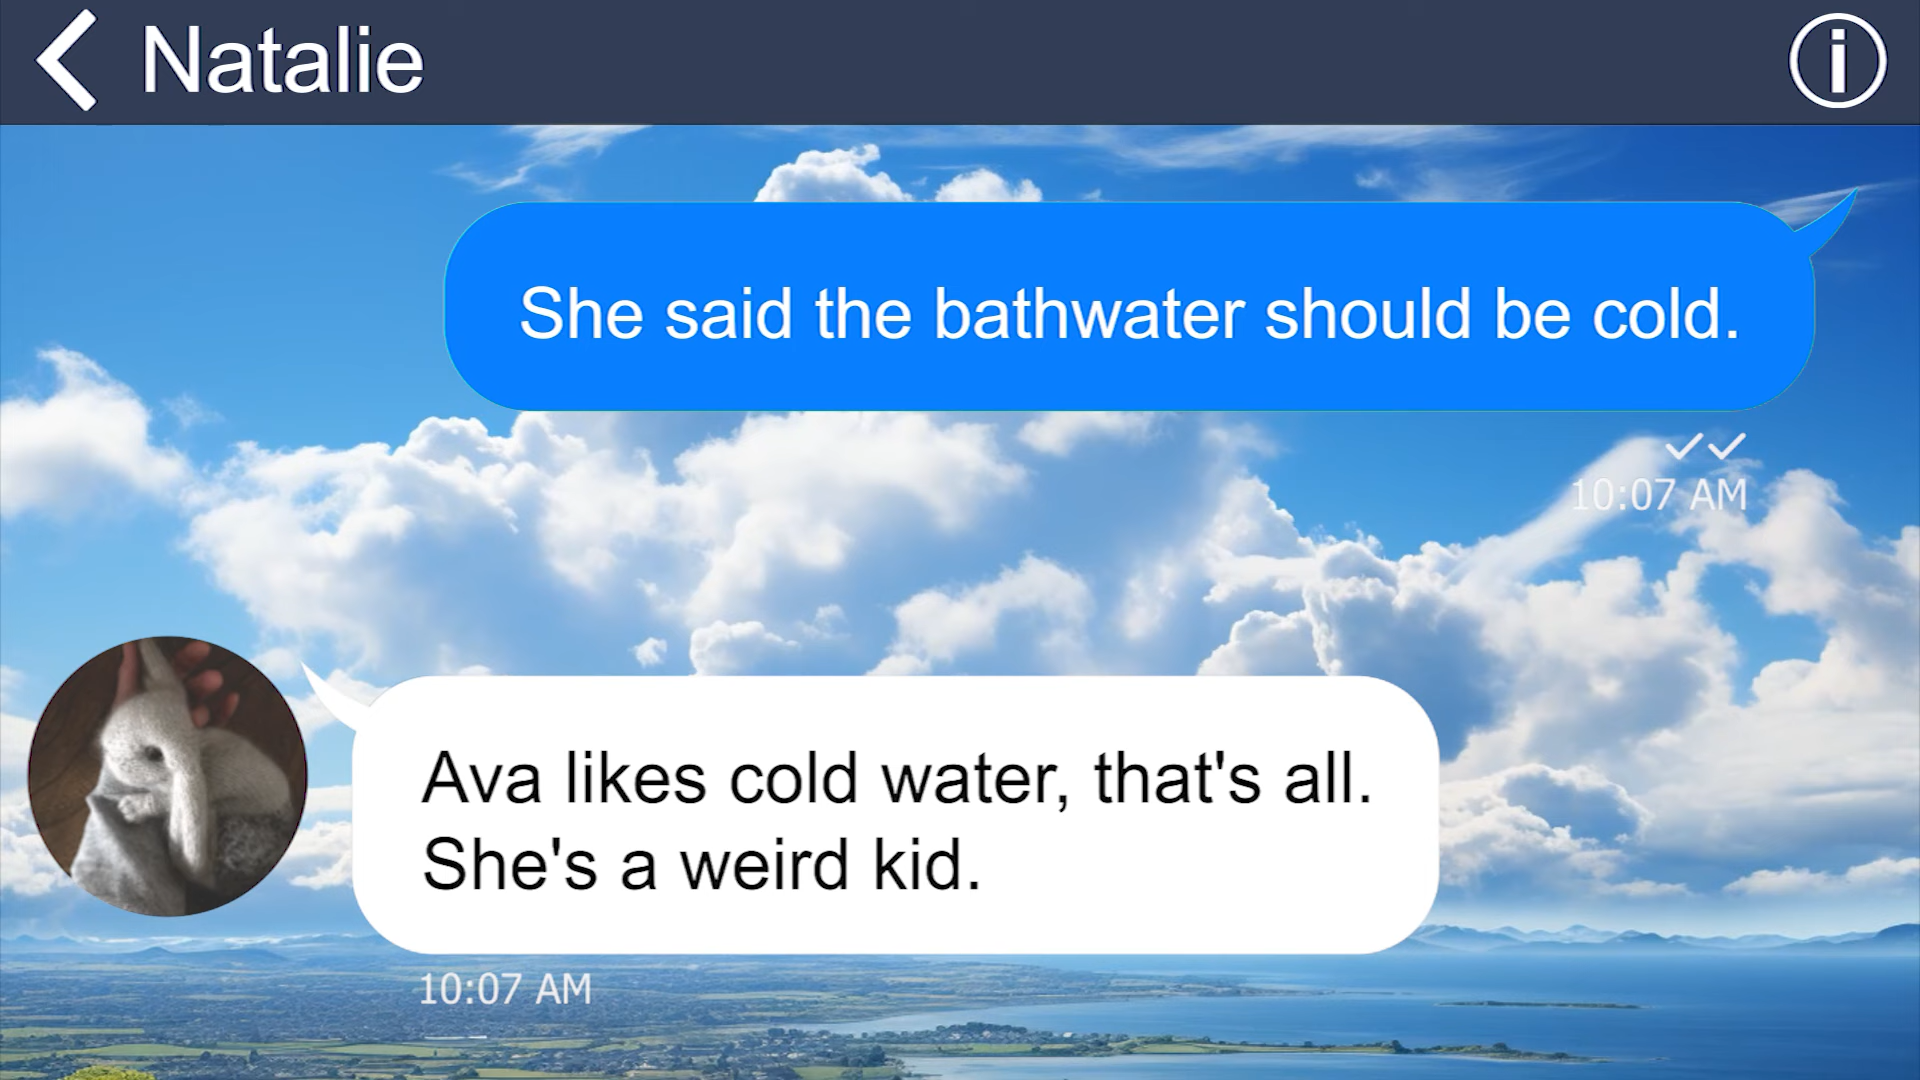 Natalie
She said the bathwater should be cold.
10:07 AM
Ava likes cold water, that's all.
She's a weird kid.
10:07 AM